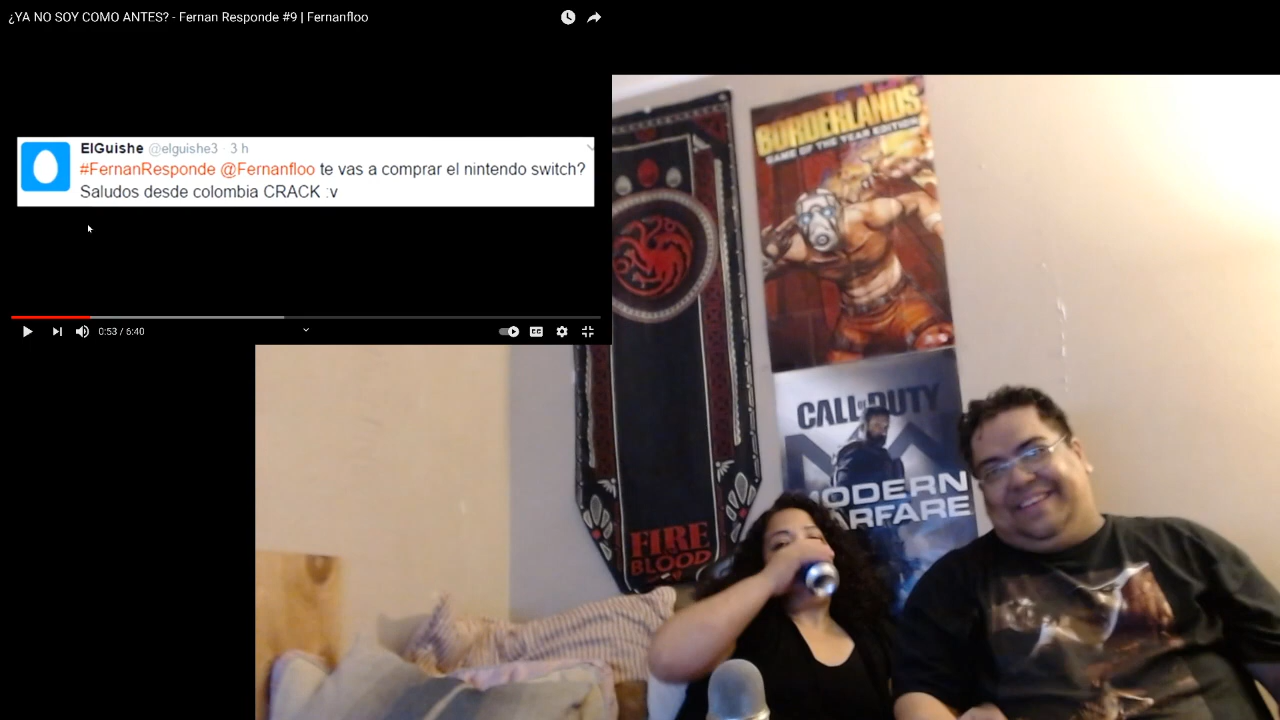 ¿YA NO SOY COMO ANTES? - Fernan Responde #9 | Fernanfloo
ElGuishe @elguishe3 · 3 h
#FernanResponde @Fernanfloo te vas a comprar el nintendo switch?
Saludos desde colombia CRACK :v
0:53 / 6:40
CC
BORDERLANDS
GAME OF THE YEAR EDITION
CALL OF DUTY
MODERN
WARFARE
FIRE
BLOOD